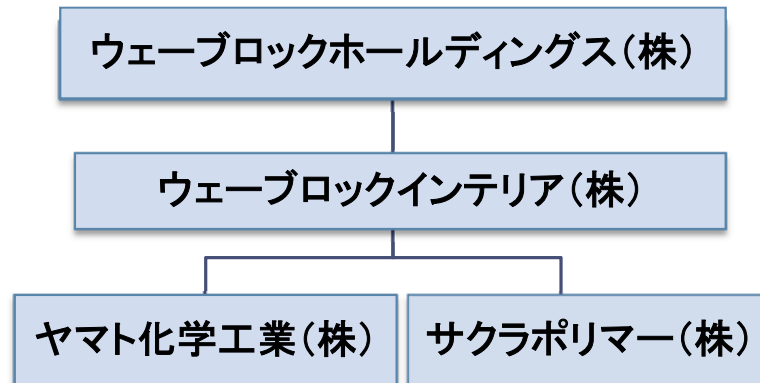 ウェーブロックホールディングス(株)
ウェーブロックインテリア(株)
ヤマト化学工業(株)
サクラポリマー(株)